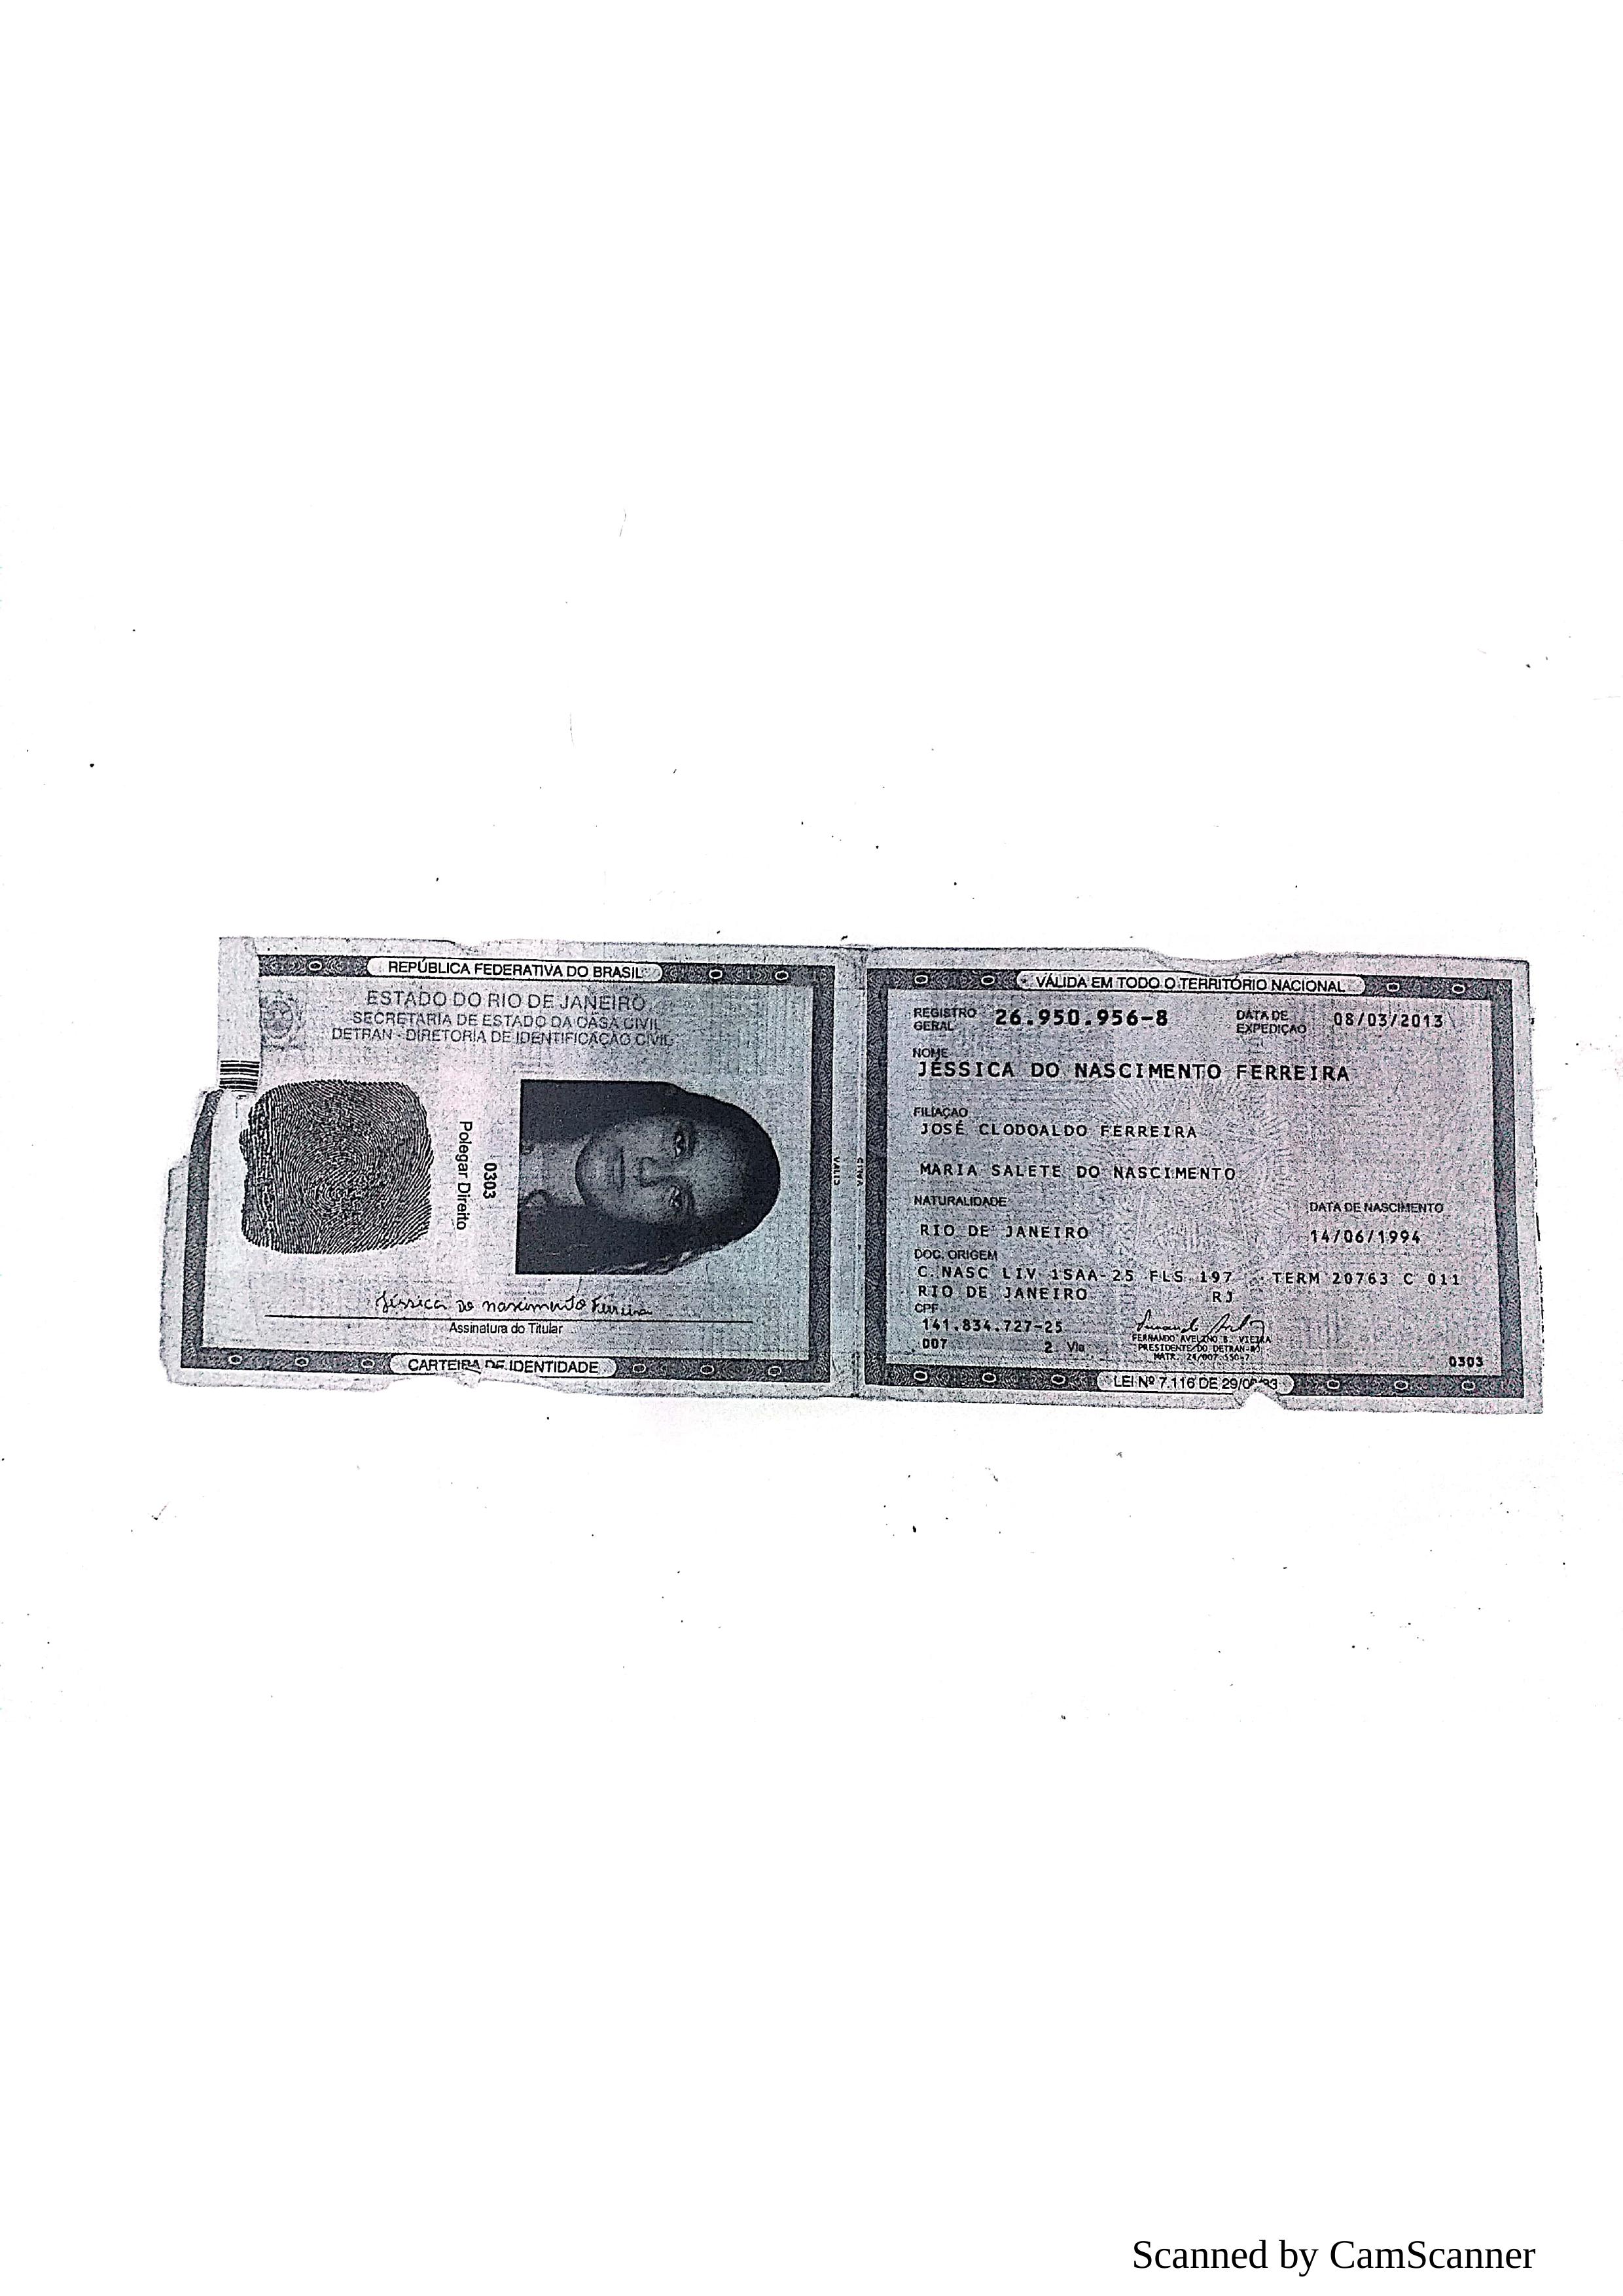 REPÚBLICA FEDERATIVA DO BRASIL
ESTADO DO RIO DE JANEIRO
SECRETARIA DE ESTADO DA CASA CIVIL
DETRAN - DIRETORIA DE IDENTIFICAÇÃO CIVIL
0303
Polegar Direito
Jéssica do nascimento Ferreira
Assinatura do Titular
CARTEIRA DE IDENTIDADE
VÁLIDA EM TODO O TERRITÓRIO NACIONAL
REGISTRO GERAL 26.950.956-8 DATA DE EXPEDIÇÃO 08/03/2013
NOME
JÉSSICA DO NASCIMENTO FERREIRA
FILIAÇÃO
JOSÉ CLODOALDO FERREIRA
MARIA SALETE DO NASCIMENTO
NATURALIDADE DATA DE NASCIMENTO
RIO DE JANEIRO 14/06/1994
DOC. ORIGEM
C.NASC LIV 1SAA-25 FLS 197 TERM 20763 C 011
RIO DE JANEIRO RJ
CPF
141.834.727-25
007 2 Via
FERNANDO AVELINO B. VIEIRA
PRESIDENTE DO DETRAN-RJ
0303
LEI Nº 7.116 DE
Scanned by CamScanner